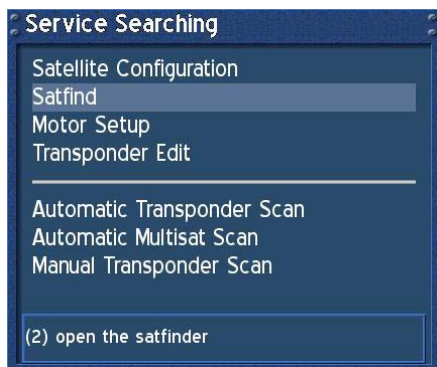 Service Searching
Satellite Configuration
Satfind
Motor Setup
Transponder Edit
Automatic Transponder Scan
Automatic Multisat Scan
Manual Transponder Scan
(2) open the satfinder